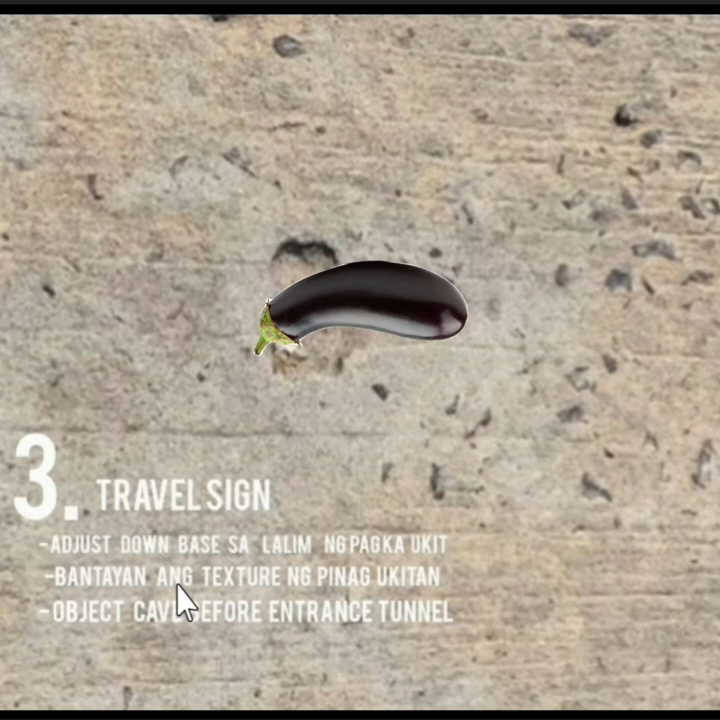 3. TRAVEL SIGN
-ADJUST DOWN BASE SA LALIM NG PAGKA UKIT
-BANTAYAN ANG TEXTURE NG PINAG UKITAN
-OBJECT BEFORE ENTRANCE TUNNEL